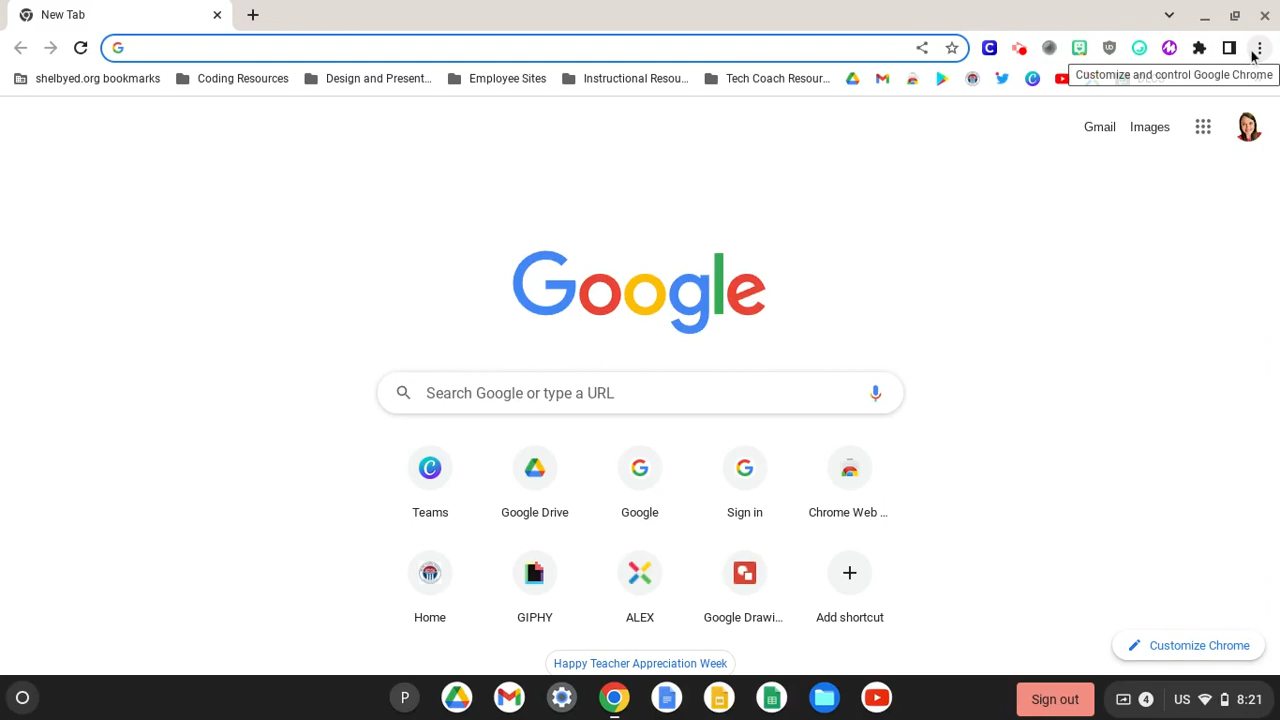 New Tab
shelbyed.org bookmarks
Coding Resources
Design and Present...
Employee Sites
Instructional Resou...
Tech Coach Resour...
Customize and control Google Chrome
Gmail
Images
Google
Search Google or type a URL
Teams
Google Drive
Google
Sign in
Chrome Web ...
Home
GIPHY
ALEX
Google Drawi...
Add shortcut
Customize Chrome
Happy Teacher Appreciation Week
P
Sign out
4
US
8:21